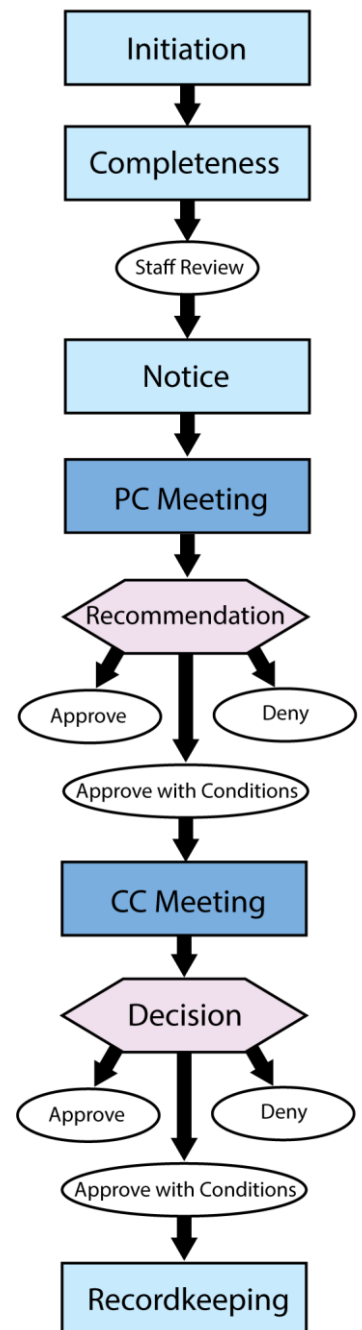 Initiation
Completeness
Staff Review
Notice
PC Meeting
Recommendation
Approve
Deny
Approve with Conditions
CC Meeting
Decision
Approve
Deny
Approve with Conditions
Recordkeeping